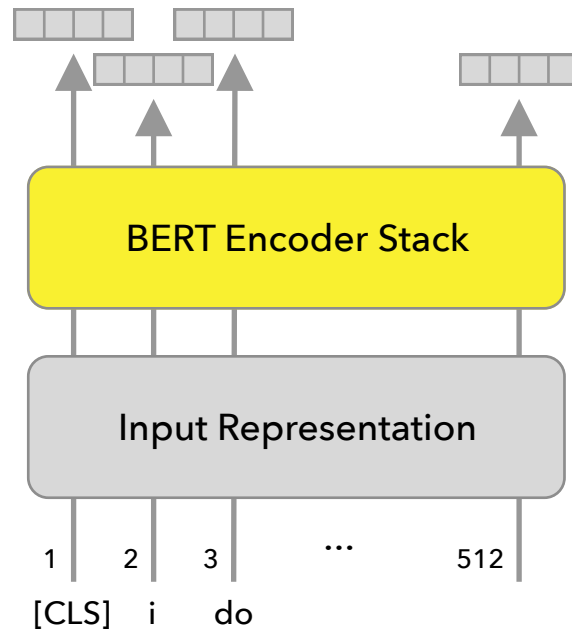 BERT Encoder Stack
Input Representation
1 2 3 ... 512
[CLS] i do